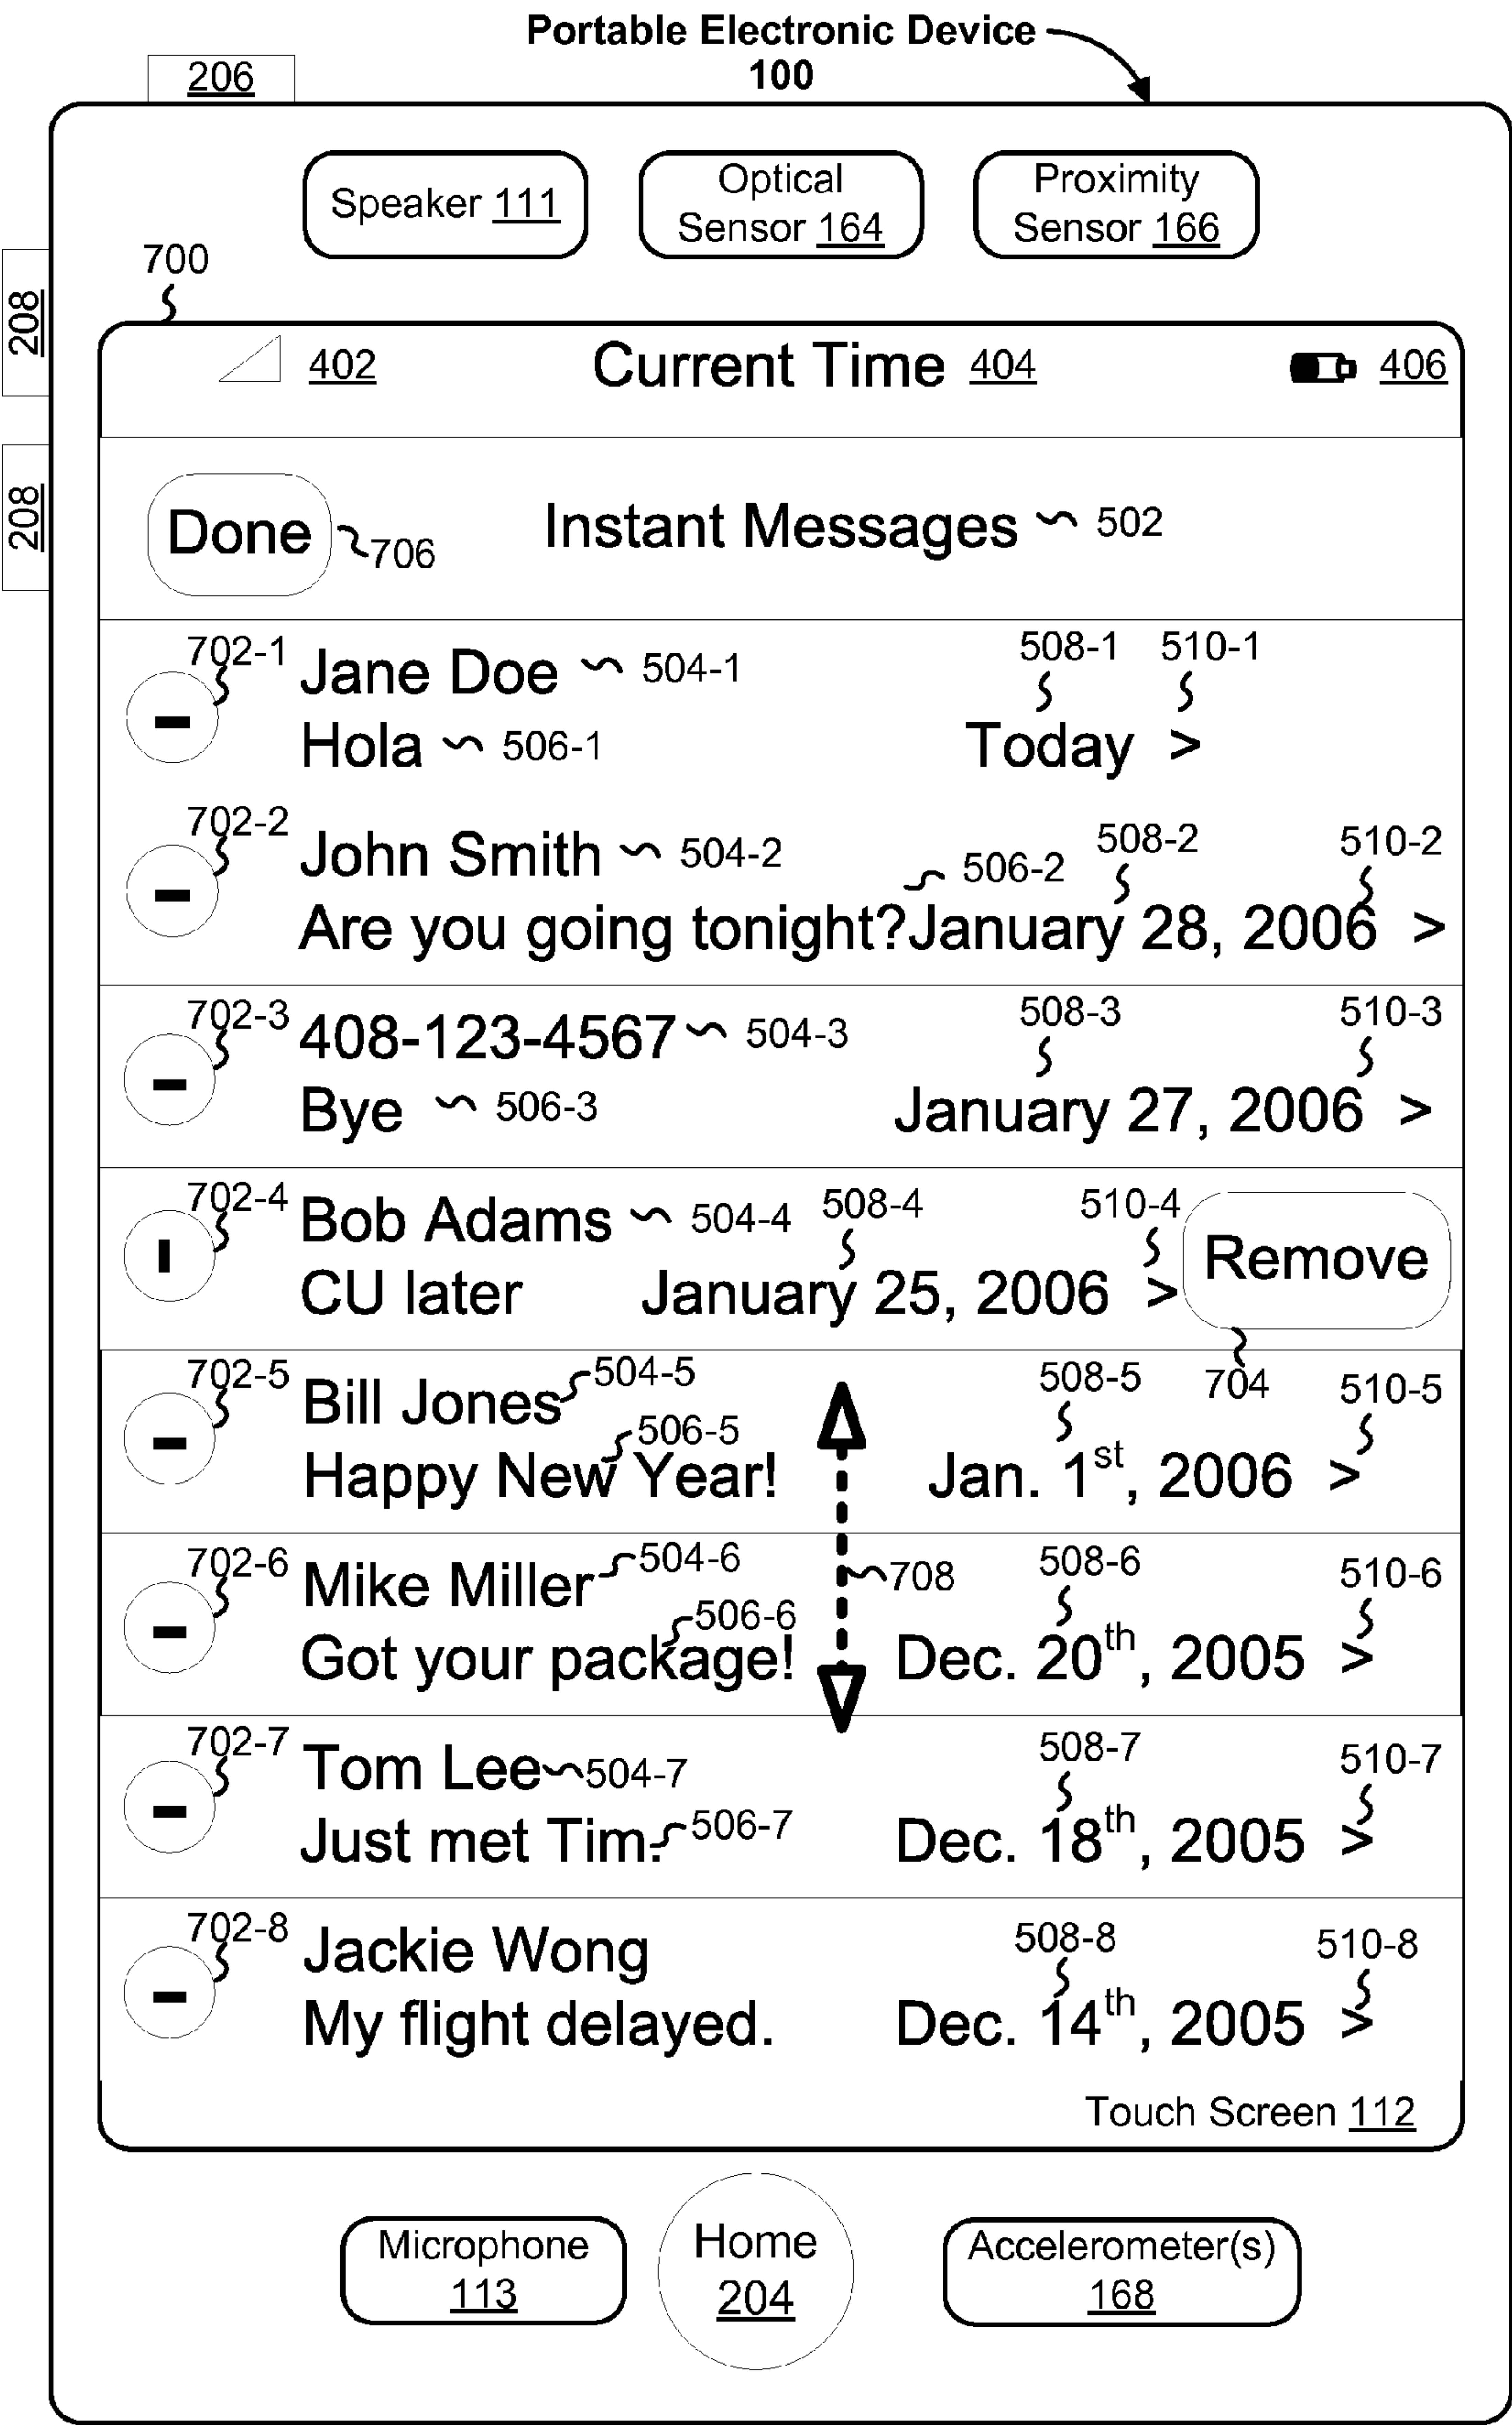 Portable Electronic Device
100
206
Speaker 111
Optical
Sensor 164
Proximity
Sensor 166
700
208
208
402 Current Time 404 406
Done 706 Instant Messages 502
702-1 Jane Doe 504-1 508-1 510-1
Hola 506-1 Today >
702-2 John Smith 504-2 506-2 508-2 510-2
Are you going tonight? January 28, 2006 >
702-3 408-123-4567 504-3 508-3 510-3
Bye 506-3 January 27, 2006 >
702-4 Bob Adams 504-4 508-4 510-4 Remove
CU later January 25, 2006 >
704
702-5 Bill Jones 504-5 508-5 510-5
506-5
Happy New Year! Jan. 1st, 2006 >
702-6 Mike Miller 504-6 708 508-6 510-6
506-6
Got your package! Dec. 20th, 2005 >
702-7 Tom Lee 504-7 508-7 510-7
Just met Tim. 506-7 Dec. 18th, 2005 >
702-8 Jackie Wong 508-8 510-8
My flight delayed. Dec. 14th, 2005 >
Touch Screen 112
Microphone
113
Home
204
Accelerometer(s)
168